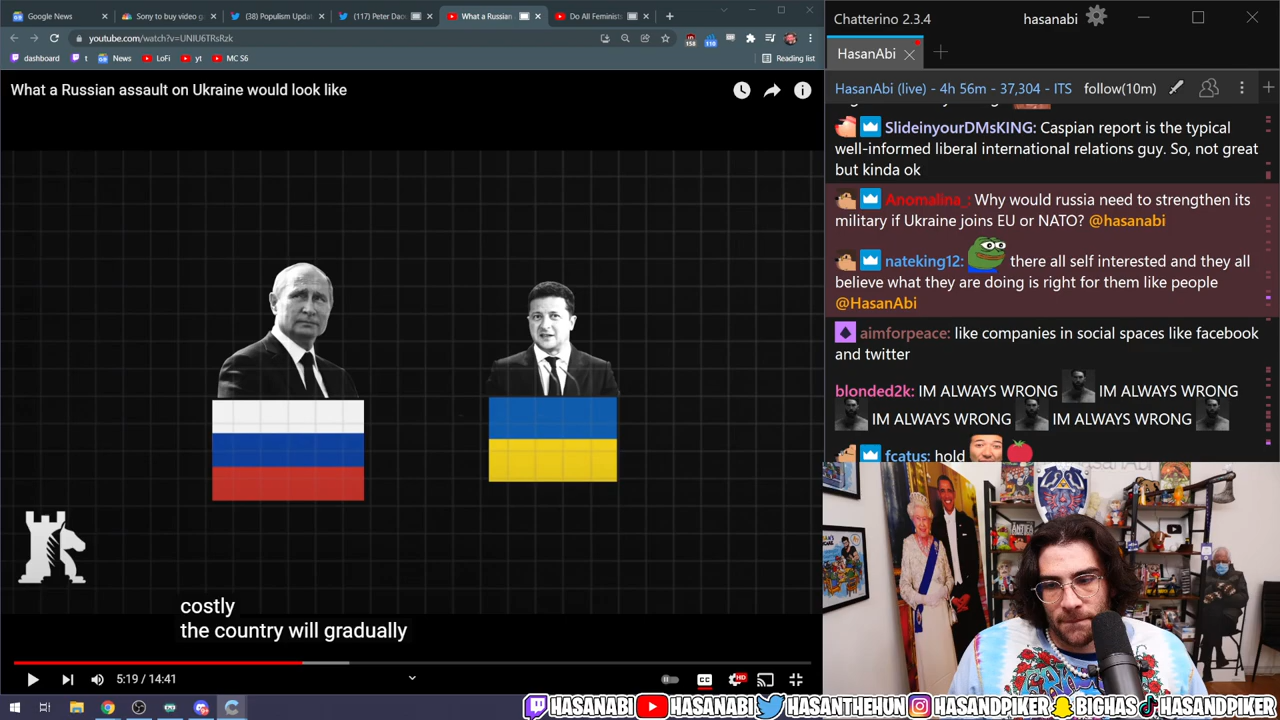 Google News
Sony to buy video g
(38) Populism Updat
(117) Peter Dao
What a Russian
Do All Feminist
youtube.com/watch?v=UNIU6TRsRzk
158
110
dashboard
t
News
LoFi
yt
MC S6
Reading list
What a Russian assault on Ukraine would look like
costly
the country will gradually
5:19 / 14:41
CC
HD
Chatterino 2.3.4
hasanabi
HasanAbi
HasanAbi (live) - 4h 56m - 37,304 - ITS
follow(10m)
SlideinyourDMsKING: Caspian report is the typical
well-informed liberal international relations guy. So, not great
but kinda ok
Anomalina_: Why would russia need to strengthen its
military if Ukraine joins EU or NATO? @hasanabi
nateking12: there all self interested and they all
believe what they are doing is right for them like people
@HasanAbi
aimforpeace: like companies in social spaces like facebook
and twitter
blonded2k: IM ALWAYS WRONG IM ALWAYS WRONG
IM ALWAYS WRONG IM ALWAYS WRONG
fcatus: hold
ANTIFA
HASANABI HASANABI HASANTHEHUN HASANDPIKER BIGHAS HASANDPIKER